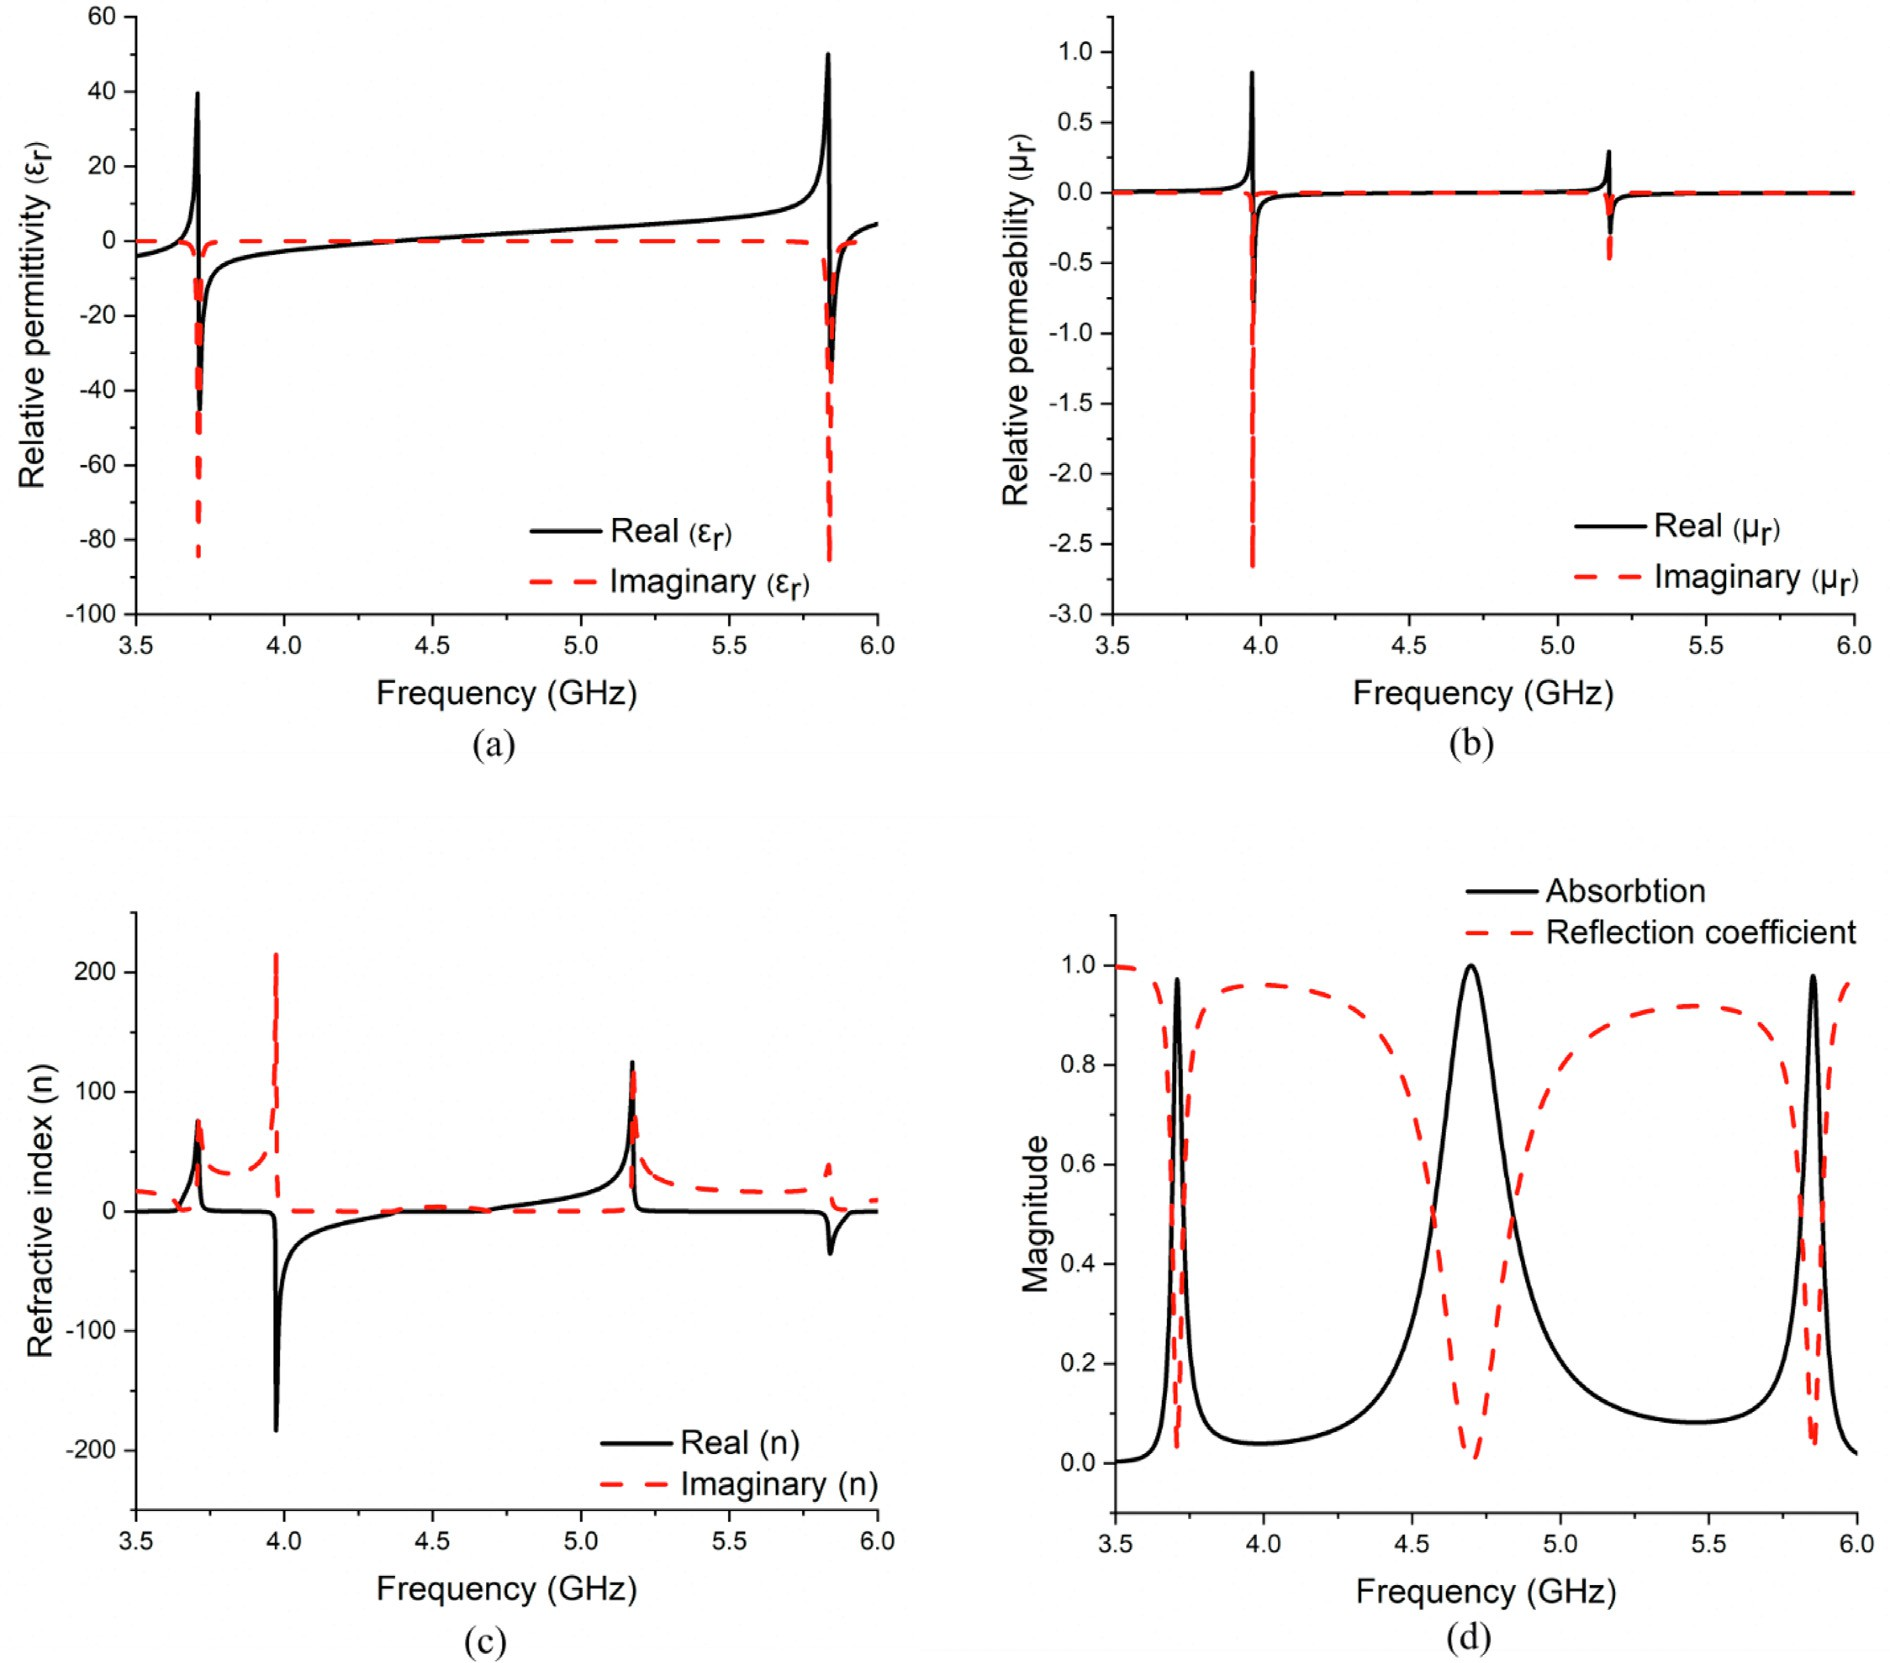 60
40
20
0
-20
-40
-60
-80
-100
Relative permittivity (εr)
Real (εr)
Imaginary (εr)
3.5 4.0 4.5 5.0 5.5 6.0
Frequency (GHz)
(a)
1.0
0.5
0.0
-0.5
-1.0
-1.5
-2.0
-2.5
-3.0
Relative permeability (μr)
Real (μr)
Imaginary (μr)
3.5 4.0 4.5 5.0 5.5 6.0
Frequency (GHz)
(b)
200
100
0
-100
-200
Refractive index (n)
Real (n)
Imaginary (n)
3.5 4.0 4.5 5.0 5.5 6.0
Frequency (GHz)
(c)
Absorbtion
Reflection coefficient
1.0
0.8
0.6
0.4
0.2
0.0
Magnitude
3.5 4.0 4.5 5.0 5.5 6.0
Frequency (GHz)
(d)